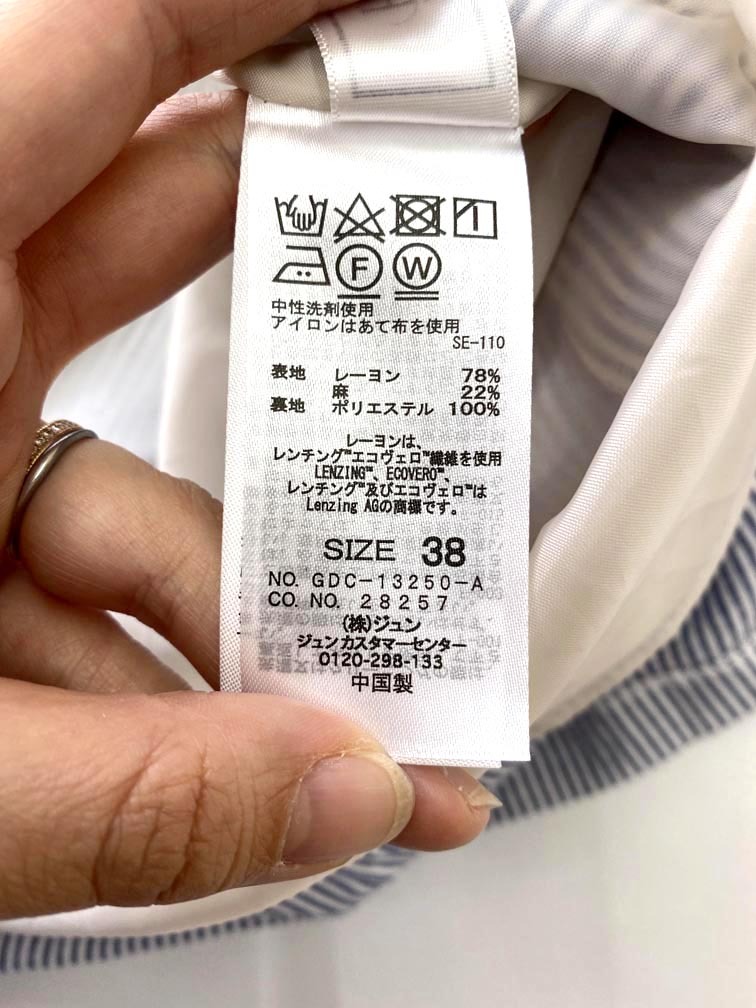 F W
中性洗剤使用
アイロンはあて布を使用
SE-110
表地 レーヨン 78%
麻 22%
裏地 ポリエステル 100%
レーヨンは、
レンチング™エコヴェロ™繊維を使用
LENZING™、ECOVERO™、
レンチング™及びエコヴェロ™は
Lenzing AGの商標です。
SIZE 38
NO. GDC-13250-A
CO. NO. 28257
(株)ジュン
ジュンカスタマーセンター
0120-298-133
中国製